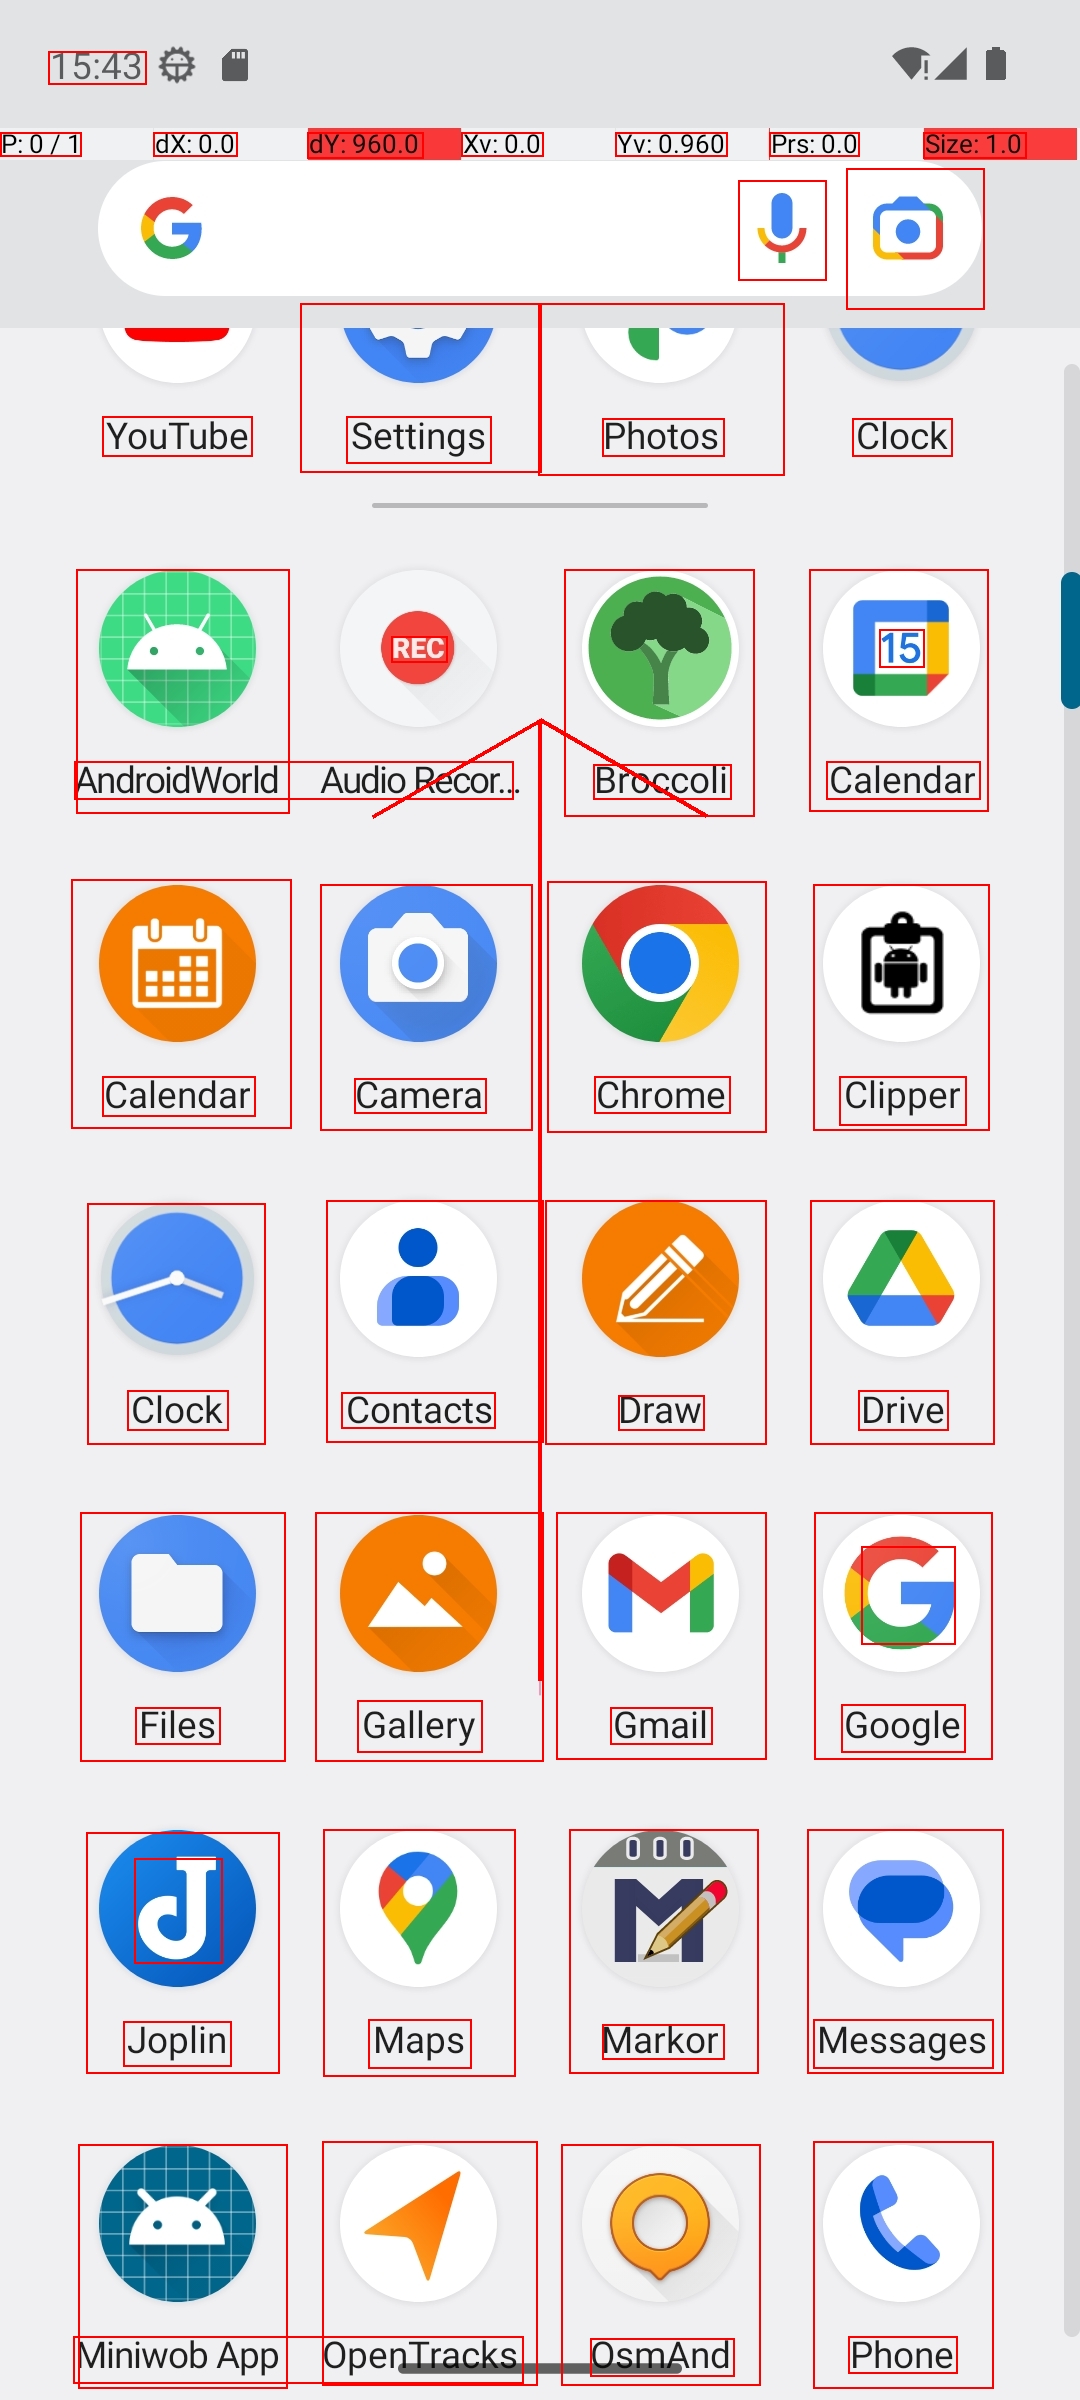 15:43
P: 0 / 1 dX: 0.0 dY: 960.0 Xv: 0.0 Yv: 0.960 Prs: 0.0 Size: 1.0
YouTube Settings Photos Clock
REC 15
AndroidWorld Audio Recor... Broccoli Calendar
Calendar Camera Chrome Clipper
Clock Contacts Draw Drive
Files Gallery Gmail Google
Joplin Maps Markor Messages
Miniwob App OpenTracks OsmAnd Phone